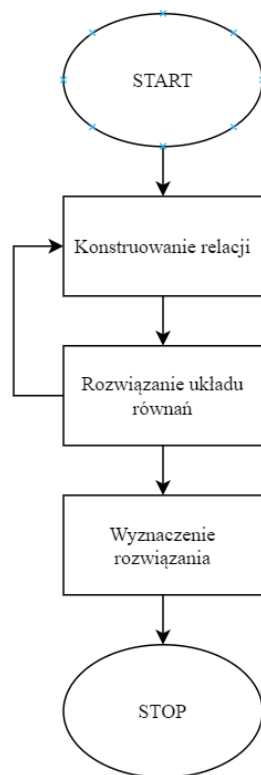 START
Konstruowanie relacji
Rozwiązanie układu
równań
Wyznaczenie
rozwiązania
STOP